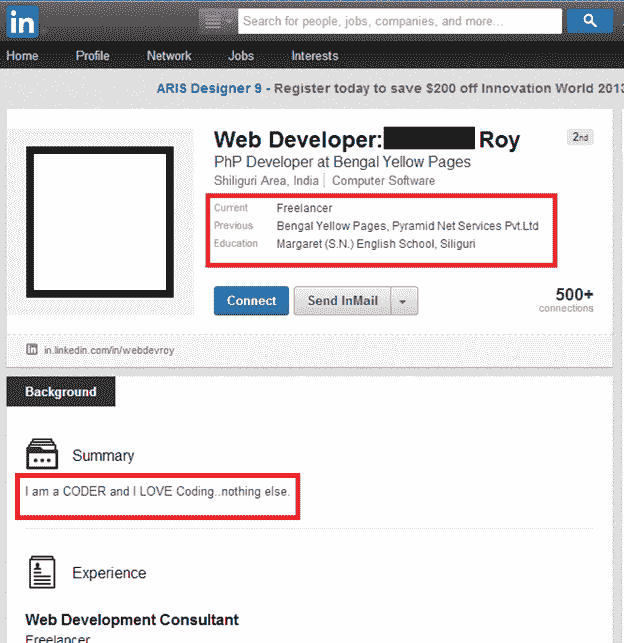 in
Search for people, jobs, companies, and more...
Home Profile Network Jobs Interests
ARIS Designer 9 - Register today to save $200 off Innovation World 2013
Web Developer: Roy 2nd
PhP Developer at Bengal Yellow Pages
Shiliguri Area, India | Computer Software
Current Freelancer
Previous Bengal Yellow Pages, Pyramid Net Services Pvt.Ltd
Education Margaret (S.N.) English School, Siliguri
Connect Send InMail 500+
connections
in in.linkedin.com/in/webdevroy
Background
Summary
I am a CODER and I LOVE Coding..nothing else.
Experience
Web Development Consultant
Freelancer